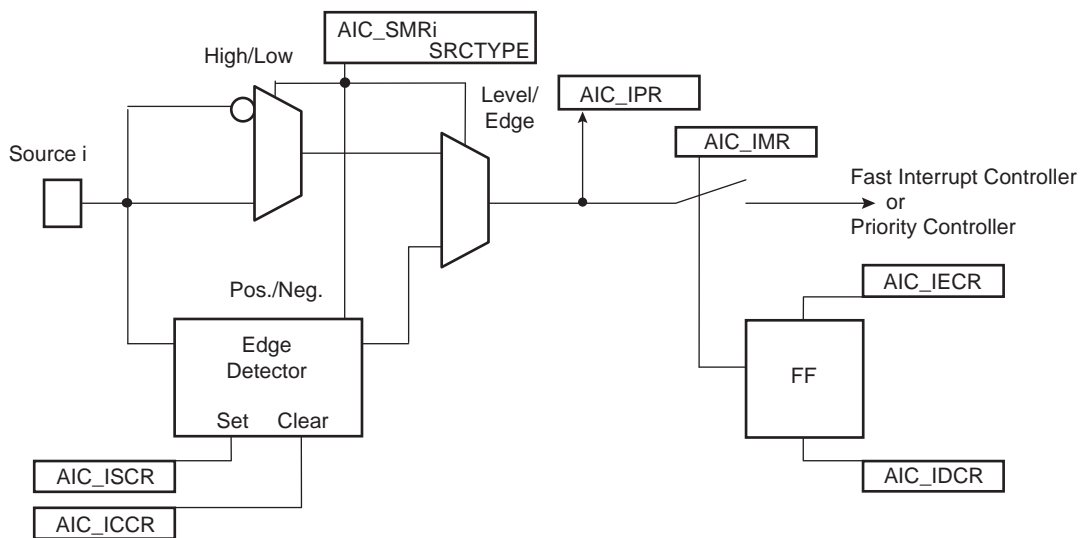 AIC_SMRi
SRCTYPE
High/Low
Level/
Edge
AIC_IPR
AIC_IMR
Source i
Fast Interrupt Controller
or
Priority Controller
Pos./Neg.
AIC_IECR
Edge
Detector
FF
Set Clear
AIC_ISCR
AIC_IDCR
AIC_ICCR